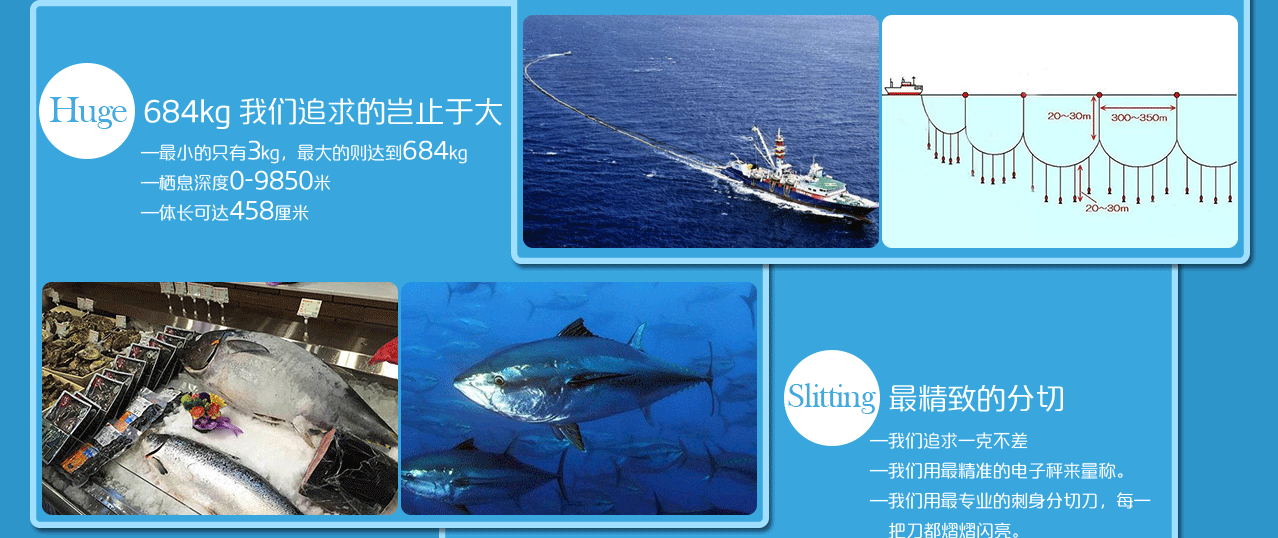 Huge
684kg 我们追求的岂止于大
—最小的只有3kg，最大的则达到684kg
—栖息深度0-9850米
—体长可达458厘米
20～30m
300～350m
20～30m
Slitting
最精致的分切
—我们追求一克不差
—我们用最精准的电子秤来量称。
—我们用最专业的刺身分切刀，每一
把刀都熠熠闪亮。